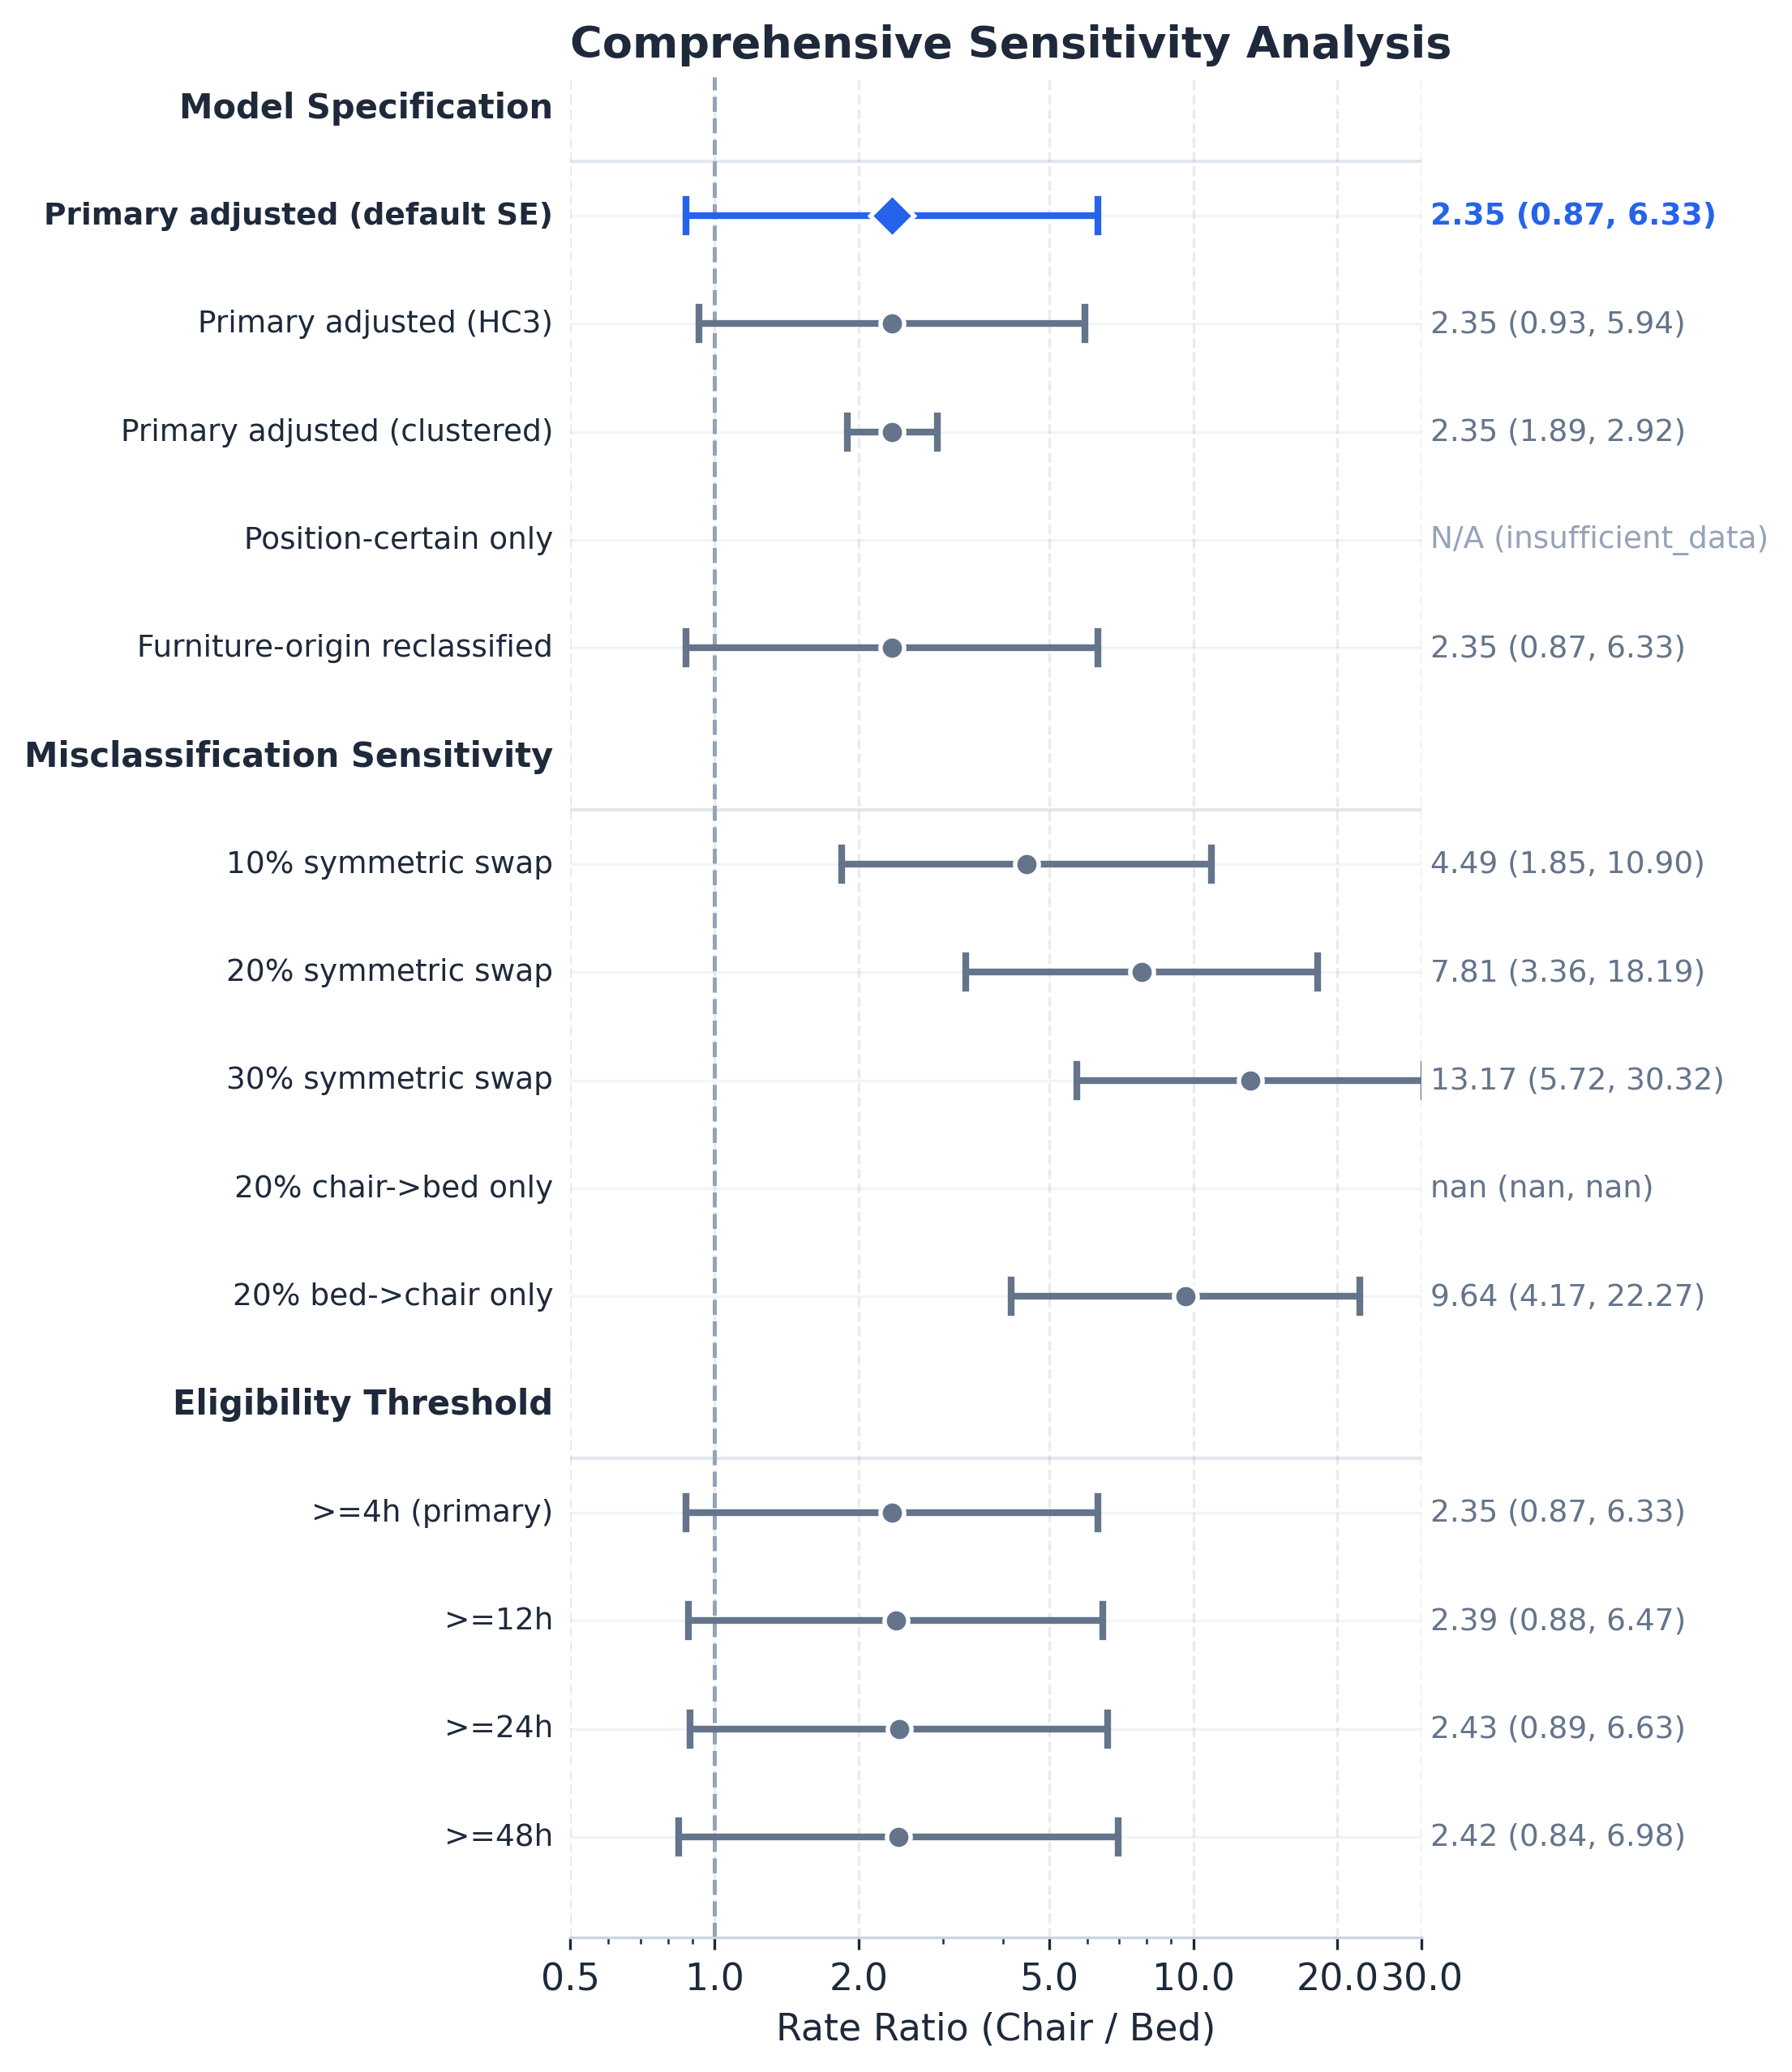 Comprehensive Sensitivity Analysis
Model Specification
Primary adjusted (default SE) 2.35 (0.87, 6.33)
Primary adjusted (HC3) 2.35 (0.93, 5.94)
Primary adjusted (clustered) 2.35 (1.89, 2.92)
Position-certain only N/A (insufficient_data)
Furniture-origin reclassified 2.35 (0.87, 6.33)
Misclassification Sensitivity
10% symmetric swap 4.49 (1.85, 10.90)
20% symmetric swap 7.81 (3.36, 18.19)
30% symmetric swap 13.17 (5.72, 30.32)
20% chair->bed only nan (nan, nan)
20% bed->chair only 9.64 (4.17, 22.27)
Eligibility Threshold
>=4h (primary) 2.35 (0.87, 6.33)
>=12h 2.39 (0.88, 6.47)
>=24h 2.43 (0.89, 6.63)
>=48h 2.42 (0.84, 6.98)
0.5 1.0 2.0 5.0 10.0 20.0 30.0
Rate Ratio (Chair / Bed)